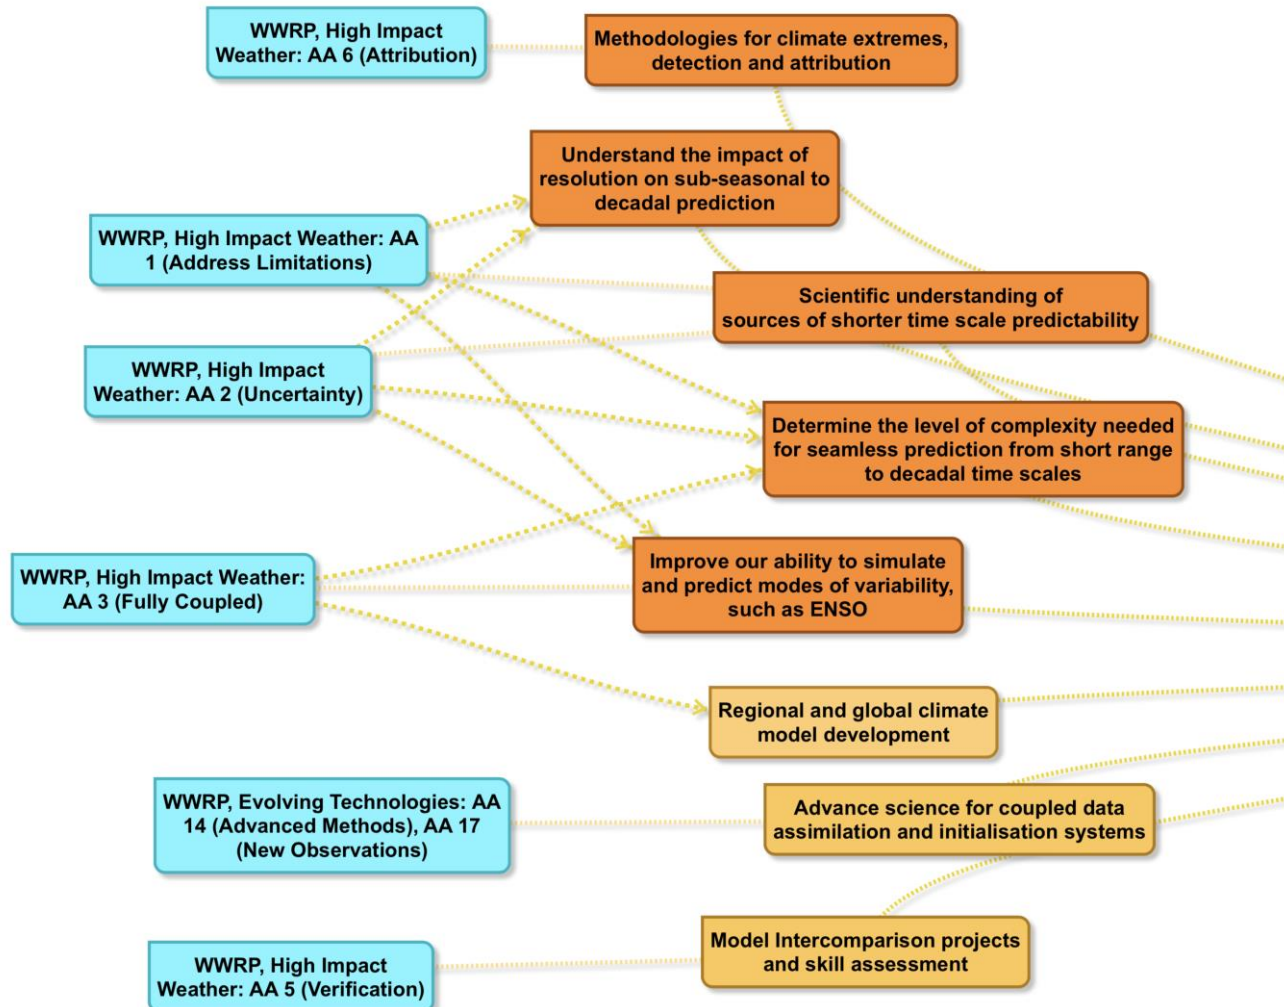 WWRP, High Impact
Weather: AA 6 (Attribution)
Methodologies for climate extremes,
detection and attribution
Understand the impact of
resolution on sub-seasonal to
decadal prediction
WWRP, High Impact Weather: AA
1 (Address Limitations)
Scientific understanding of
sources of shorter time scale predictability
WWRP, High Impact
Weather: AA 2 (Uncertainty)
Determine the level of complexity needed
for seamless prediction from short range
to decadal time scales
WWRP, High Impact Weather:
AA 3 (Fully Coupled)
Improve our ability to simulate
and predict modes of variability,
such as ENSO
Regional and global climate
model development
WWRP, Evolving Technologies: AA
14 (Advanced Methods), AA 17
(New Observations)
Advance science for coupled data
assimilation and initialisation systems
Model Intercomparison projects
and skill assessment
WWRP, High Impact
Weather: AA 5 (Verification)